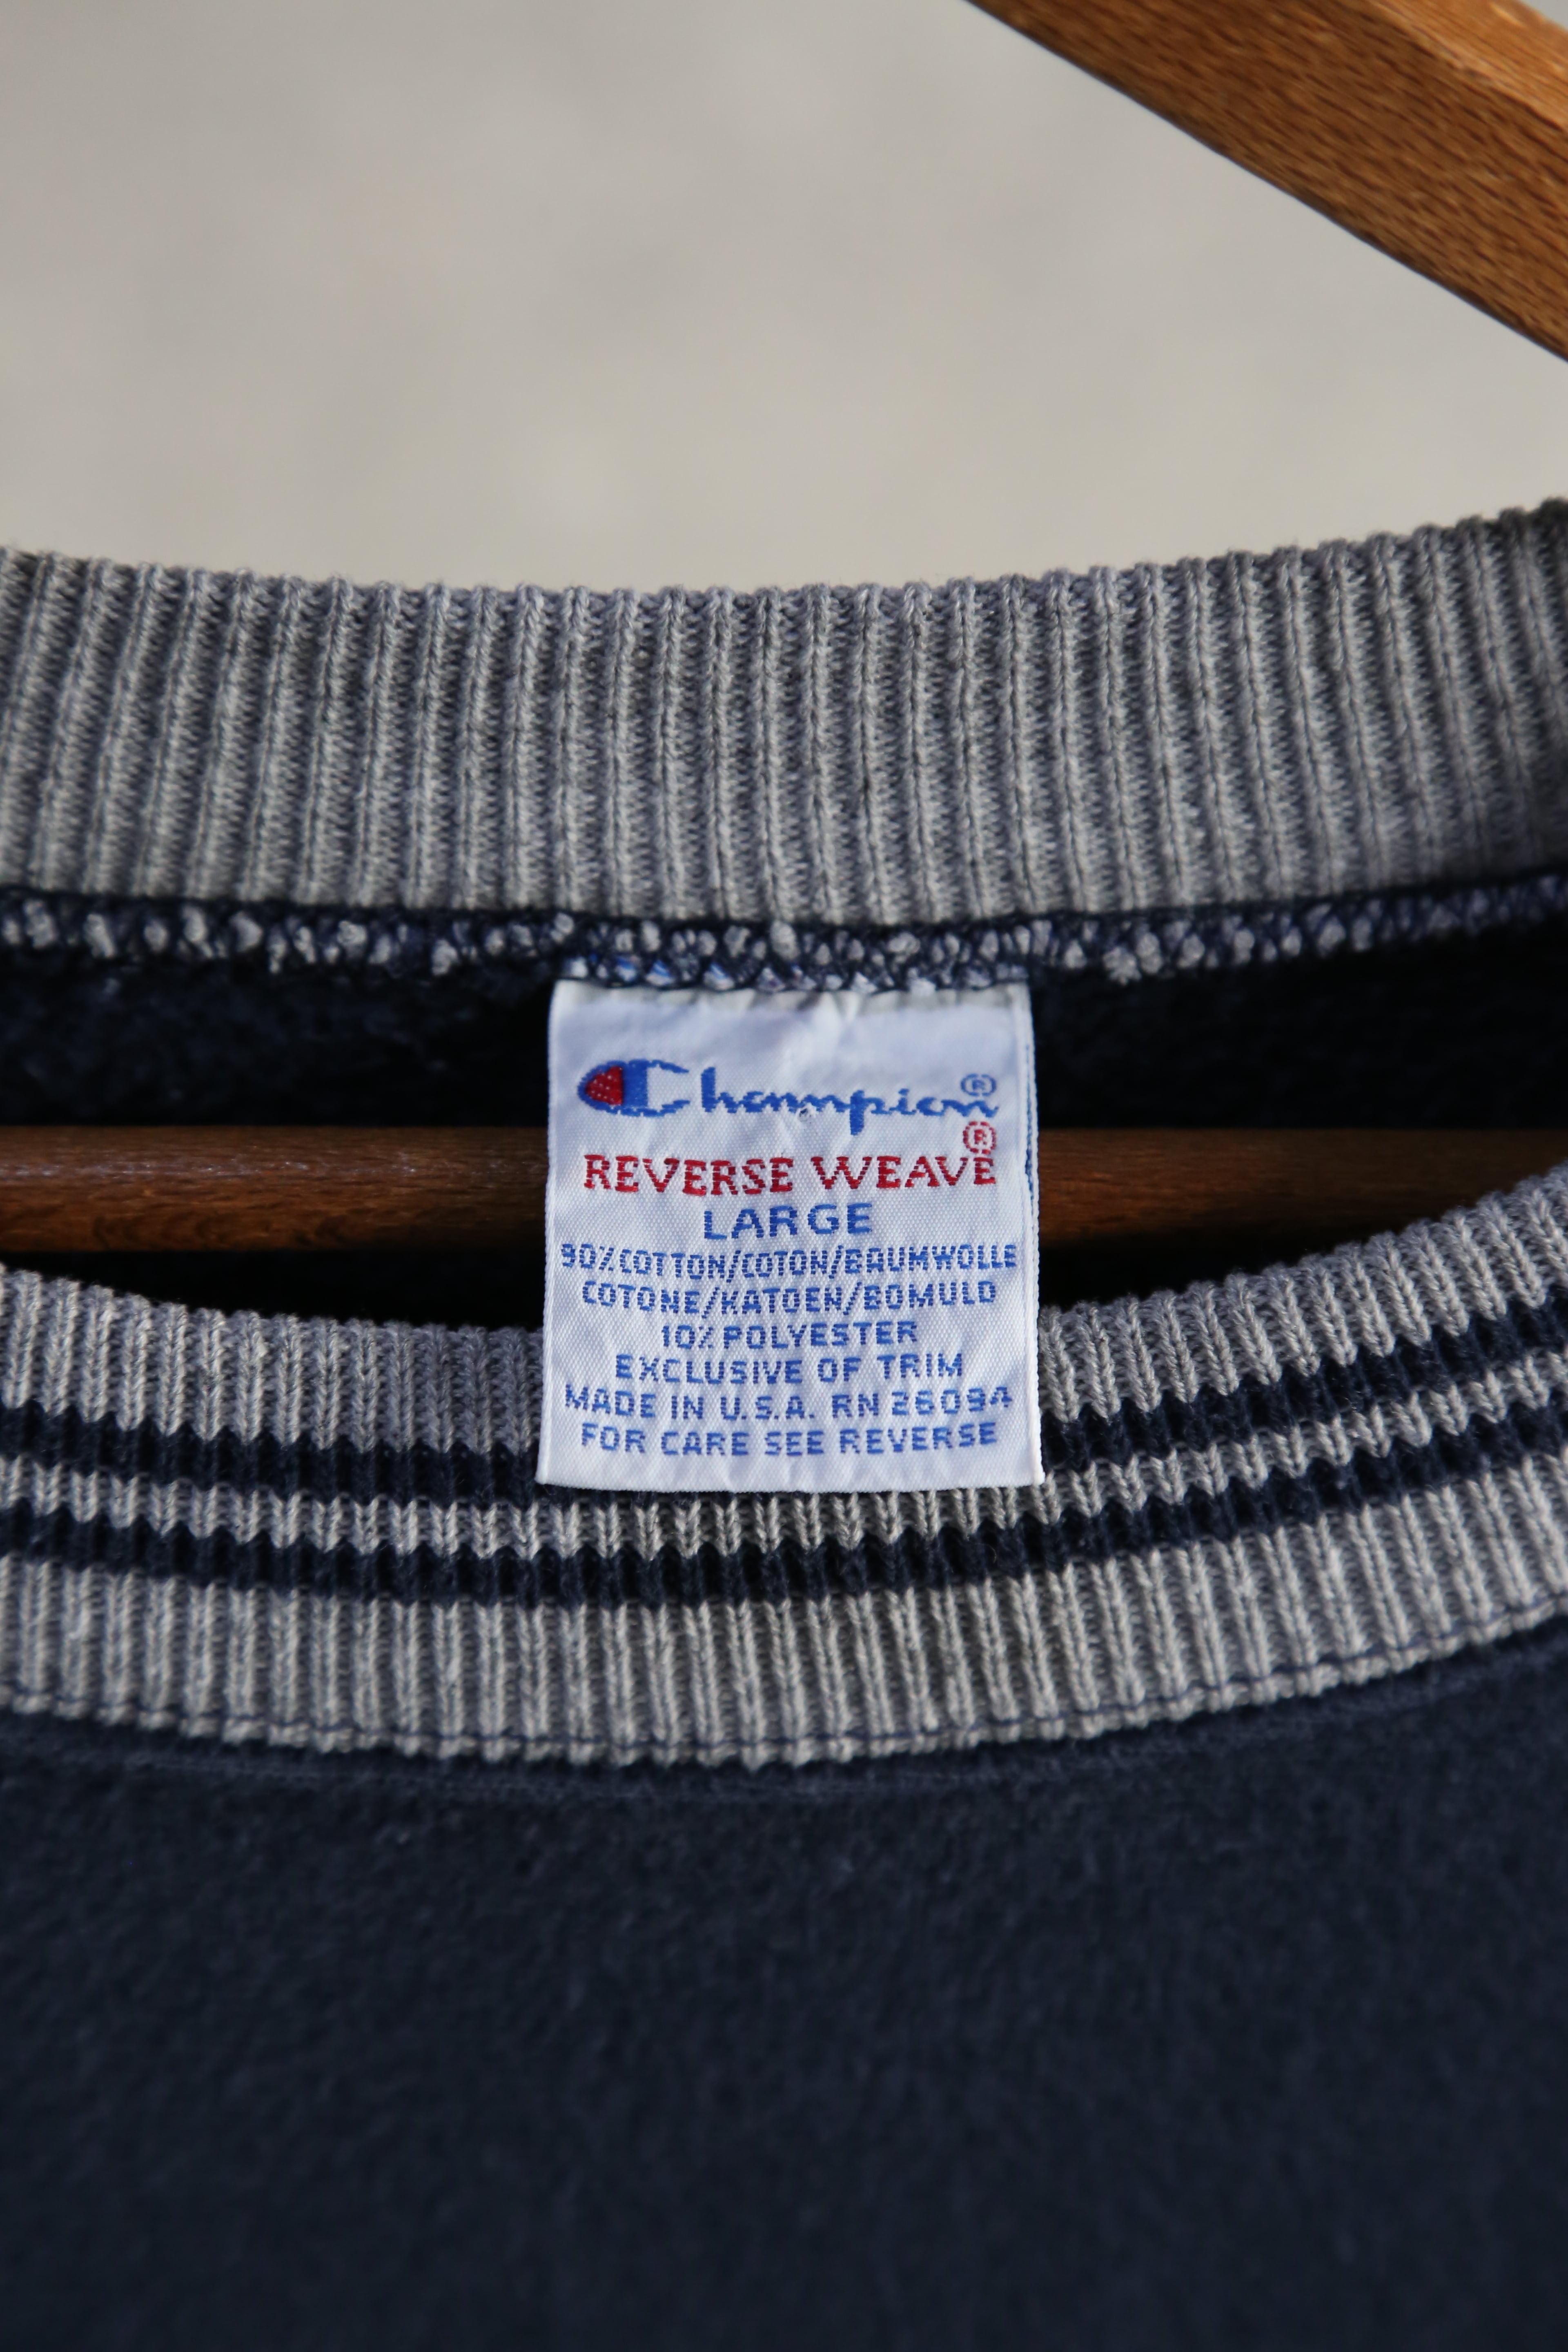 Champion®
REVERSE WEAVE®
LARGE
90% COTTON/COTON/BAUMWOLLE
COTONE/KATOEN/BOMULD
10% POLYESTER
EXCLUSIVE OF TRIM
MADE IN U.S.A. RN 26094
FOR CARE SEE REVERSE